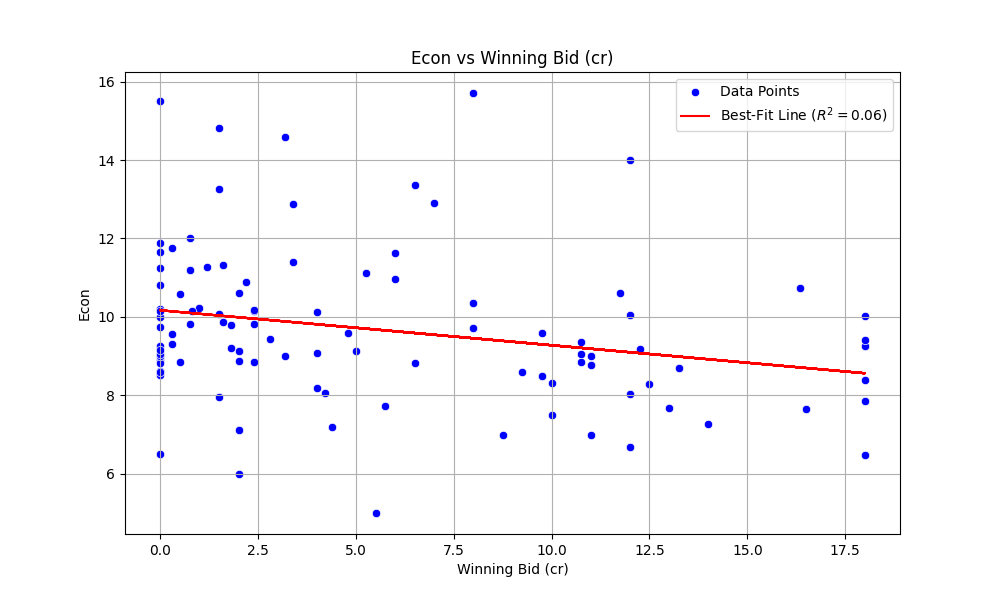 Econ vs Winning Bid (cr)
Data Points
Best-Fit Line (R² = 0.06)
16
14
12
10
8
6
Econ
0.0 2.5 5.0 7.5 10.0 12.5 15.0 17.5
Winning Bid (cr)